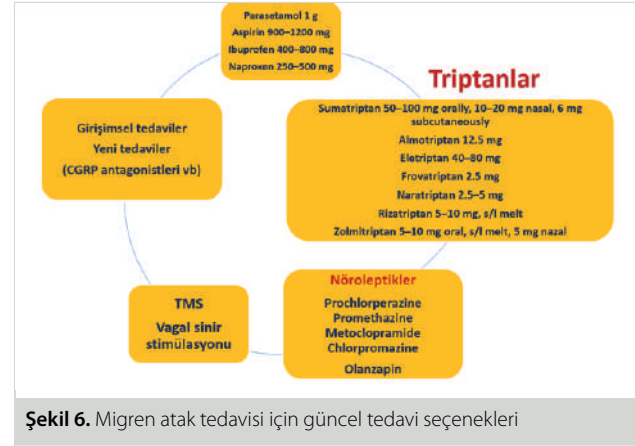 Parasetamol 1 g
Aspirin 900–1200 mg
Ibuprofen 400–800 mg
Naproxen 250–500 mg
Triptanlar
Sumatriptan 50–100 mg orally, 10–20 mg nasal, 6 mg
subcutaneously
Almotriptan 12.5 mg
Eletriptan 40–80 mg
Frovatriptan 2.5 mg
Naratriptan 2.5–5 mg
Rizatriptan 5–10 mg, s/l melt
Zolmitriptan 5–10 mg oral, s/l melt, 5 mg nazal
Nöroleptikler
Prochlorperazine
Promethazine
Metoclopramide
Chlorpromazine
Olanzapin
TMS
Vagal sinir
stimülasyonu
Girişimsel tedaviler
Yeni tedaviler
(CGRP antagonistleri vb)
Şekil 6. Migren atak tedavisi için güncel tedavi seçenekleri